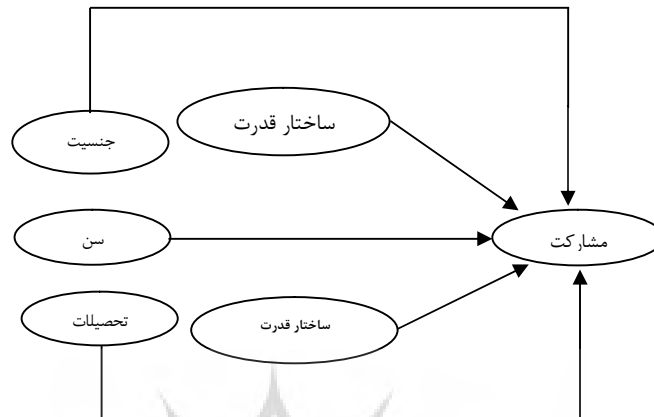 ساختار قدرت
جنسیت
سن
مشارکت
تحصیلات
ساختار قدرت